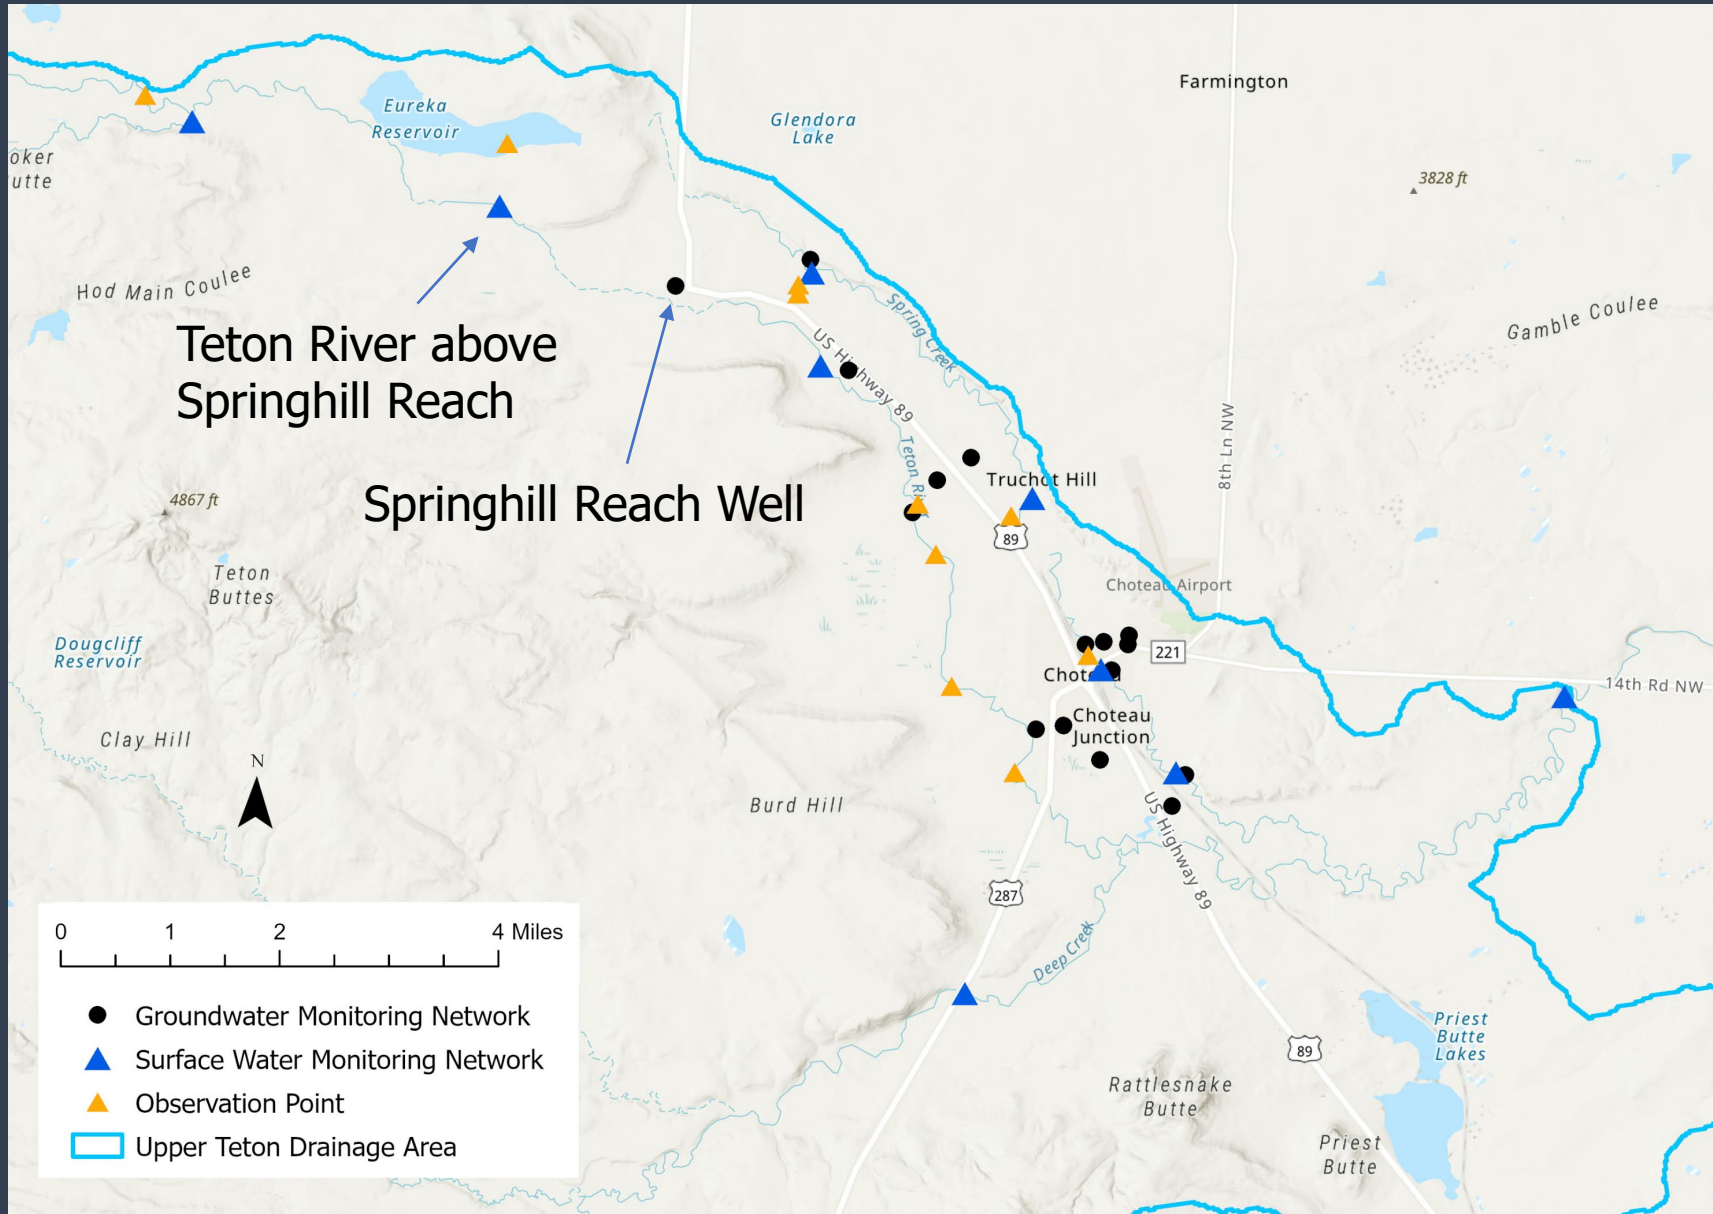 Farmington
Eureka
Reservoir
Glendora
Lake
oker
utte
3828 ft
Hod Main Coulee
Spring Creek
Gamble Coulee
Teton River above
Springhill Reach
US Highway 89
8th Ln NW
Teton Riv
Truchot Hill
4867 ft
Springhill Reach Well
89
Teton
Buttes
Choteau Airport
Dougcliff
Reservoir
221
Choteau
14th Rd NW
Clay Hill
Choteau
Junction
N
Burd Hill
US Highway 89
287
Deep Creek
0 1 2 4 Miles
Groundwater Monitoring Network
Surface Water Monitoring Network
Observation Point
Upper Teton Drainage Area
Priest
Butte
Lakes
89
Rattlesnake
Butte
Priest
Butte